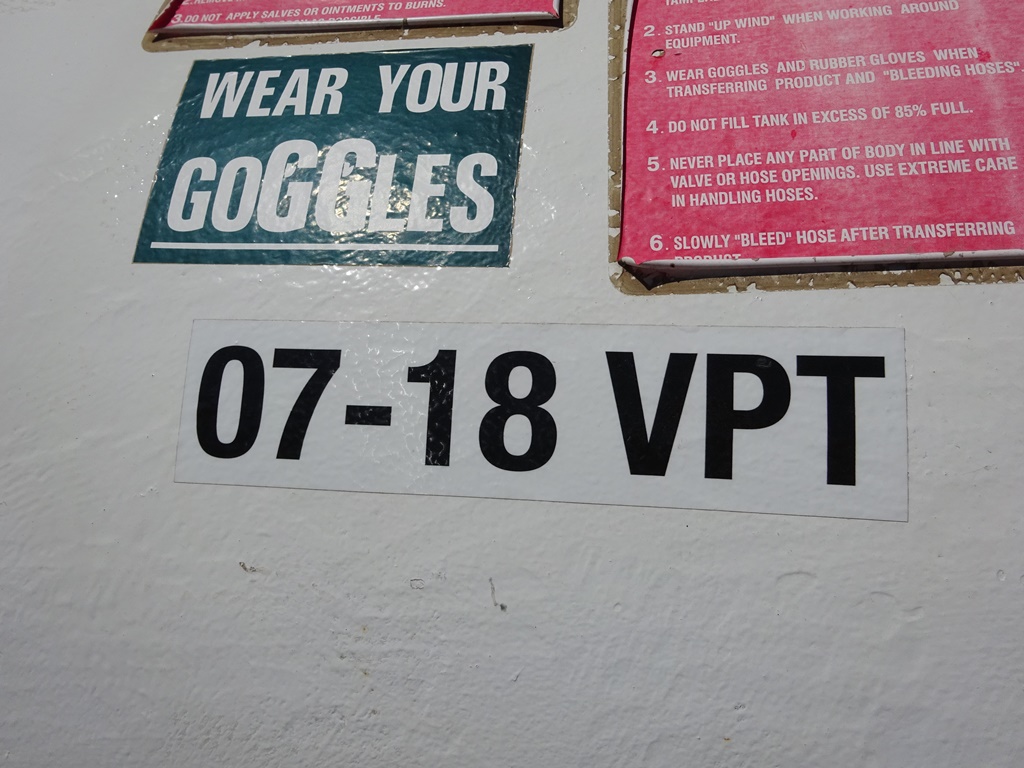 3. DO NOT APPLY SALVES OR OINTMENTS TO BURNS.
WEAR YOUR
GOGGLES
2. STAND "UP WIND" WHEN WORKING AROUND
EQUIPMENT.
3. WEAR GOGGLES AND RUBBER GLOVES WHEN
TRANSFERRING PRODUCT AND "BLEEDING HOSES".
4. DO NOT FILL TANK IN EXCESS OF 85% FULL.
5. NEVER PLACE ANY PART OF BODY IN LINE WITH
VALVE OR HOSE OPENINGS. USE EXTREME CARE
IN HANDLING HOSES.
6. SLOWLY "BLEED" HOSE AFTER TRANSFERRING
PRODUCT
07-18 VPT